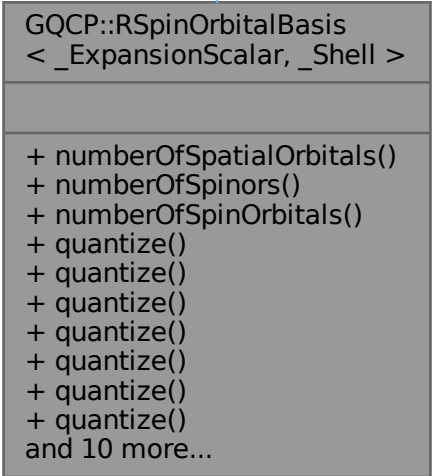 GQCP::RSpinOrbitalBasis
< _ExpansionScalar, _Shell >
+ numberOfSpatialOrbitals()
+ numberOfSpinors()
+ numberOfSpinOrbitals()
+ quantize()
+ quantize()
+ quantize()
+ quantize()
+ quantize()
+ quantize()
+ quantize()
and 10 more...